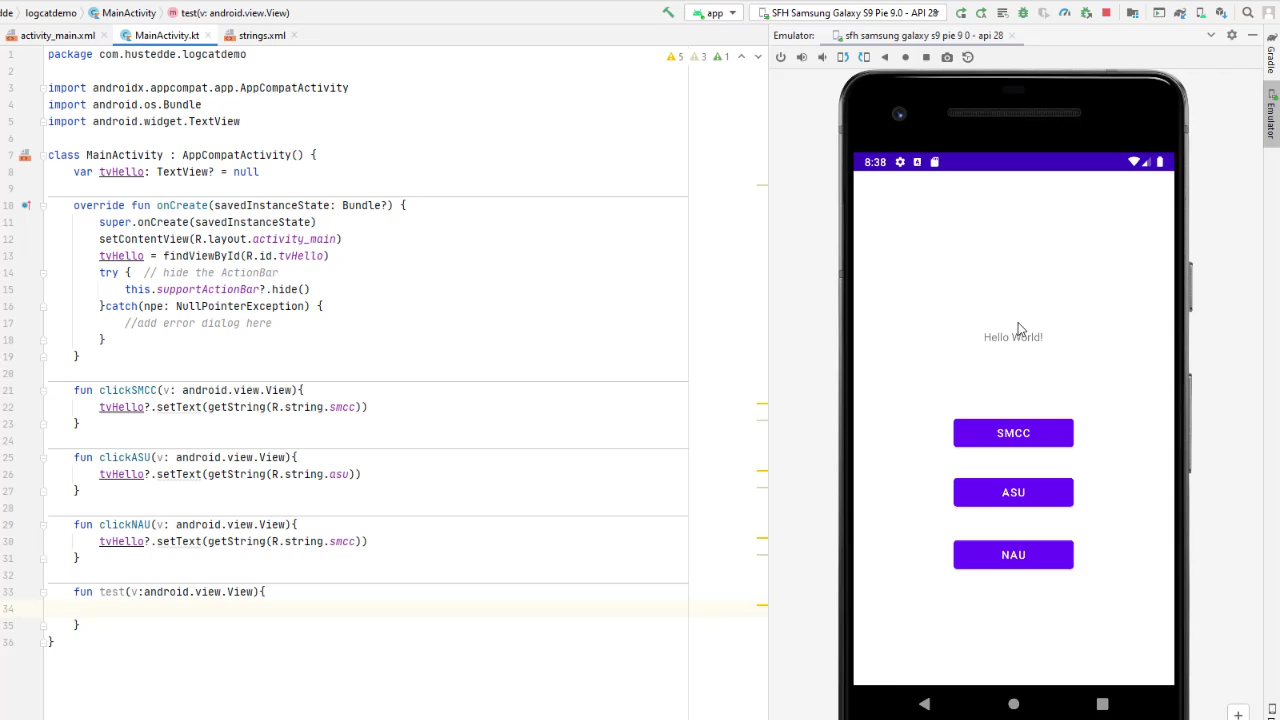 dde logcatdemo MainActivity test(v: android.view.View) app SFH Samsung Galaxy S9 Pie 9.0 - API 28
activity_main.xml MainActivity.kt strings.xml Emulator: sfh samsung galaxy s9 pie 9 0 - api 28
5 3 1
1 package com.hustedde.logcatdemo
2
3 import androidx.appcompat.app.AppCompatActivity
4 import android.os.Bundle
5 import android.widget.TextView
6
7 class MainActivity : AppCompatActivity() {
8 var tvHello: TextView? = null
9
10 override fun onCreate(savedInstanceState: Bundle?) {
11 super.onCreate(savedInstanceState)
12 setContentView(R.layout.activity_main)
13 tvHello = findViewById(R.id.tvHello)
14 try { // hide the ActionBar
15 this.supportActionBar?.hide()
16 }catch(npe: NullPointerException) {
17 //add error dialog here
18 }
19 }
20
21 fun clickSMCC(v: android.view.View){
22 tvHello?.setText(getString(R.string.smcc))
23 }
24
25 fun clickASU(v: android.view.View){
26 tvHello?.setText(getString(R.string.asu))
27 }
28
29 fun clickNAU(v: android.view.View){
30 tvHello?.setText(getString(R.string.smcc))
31 }
32
33 fun test(v:android.view.View){
34
35 }
36 }
8:38
Hello World!
SMCC
ASU
NAU
Gradle
Emulator